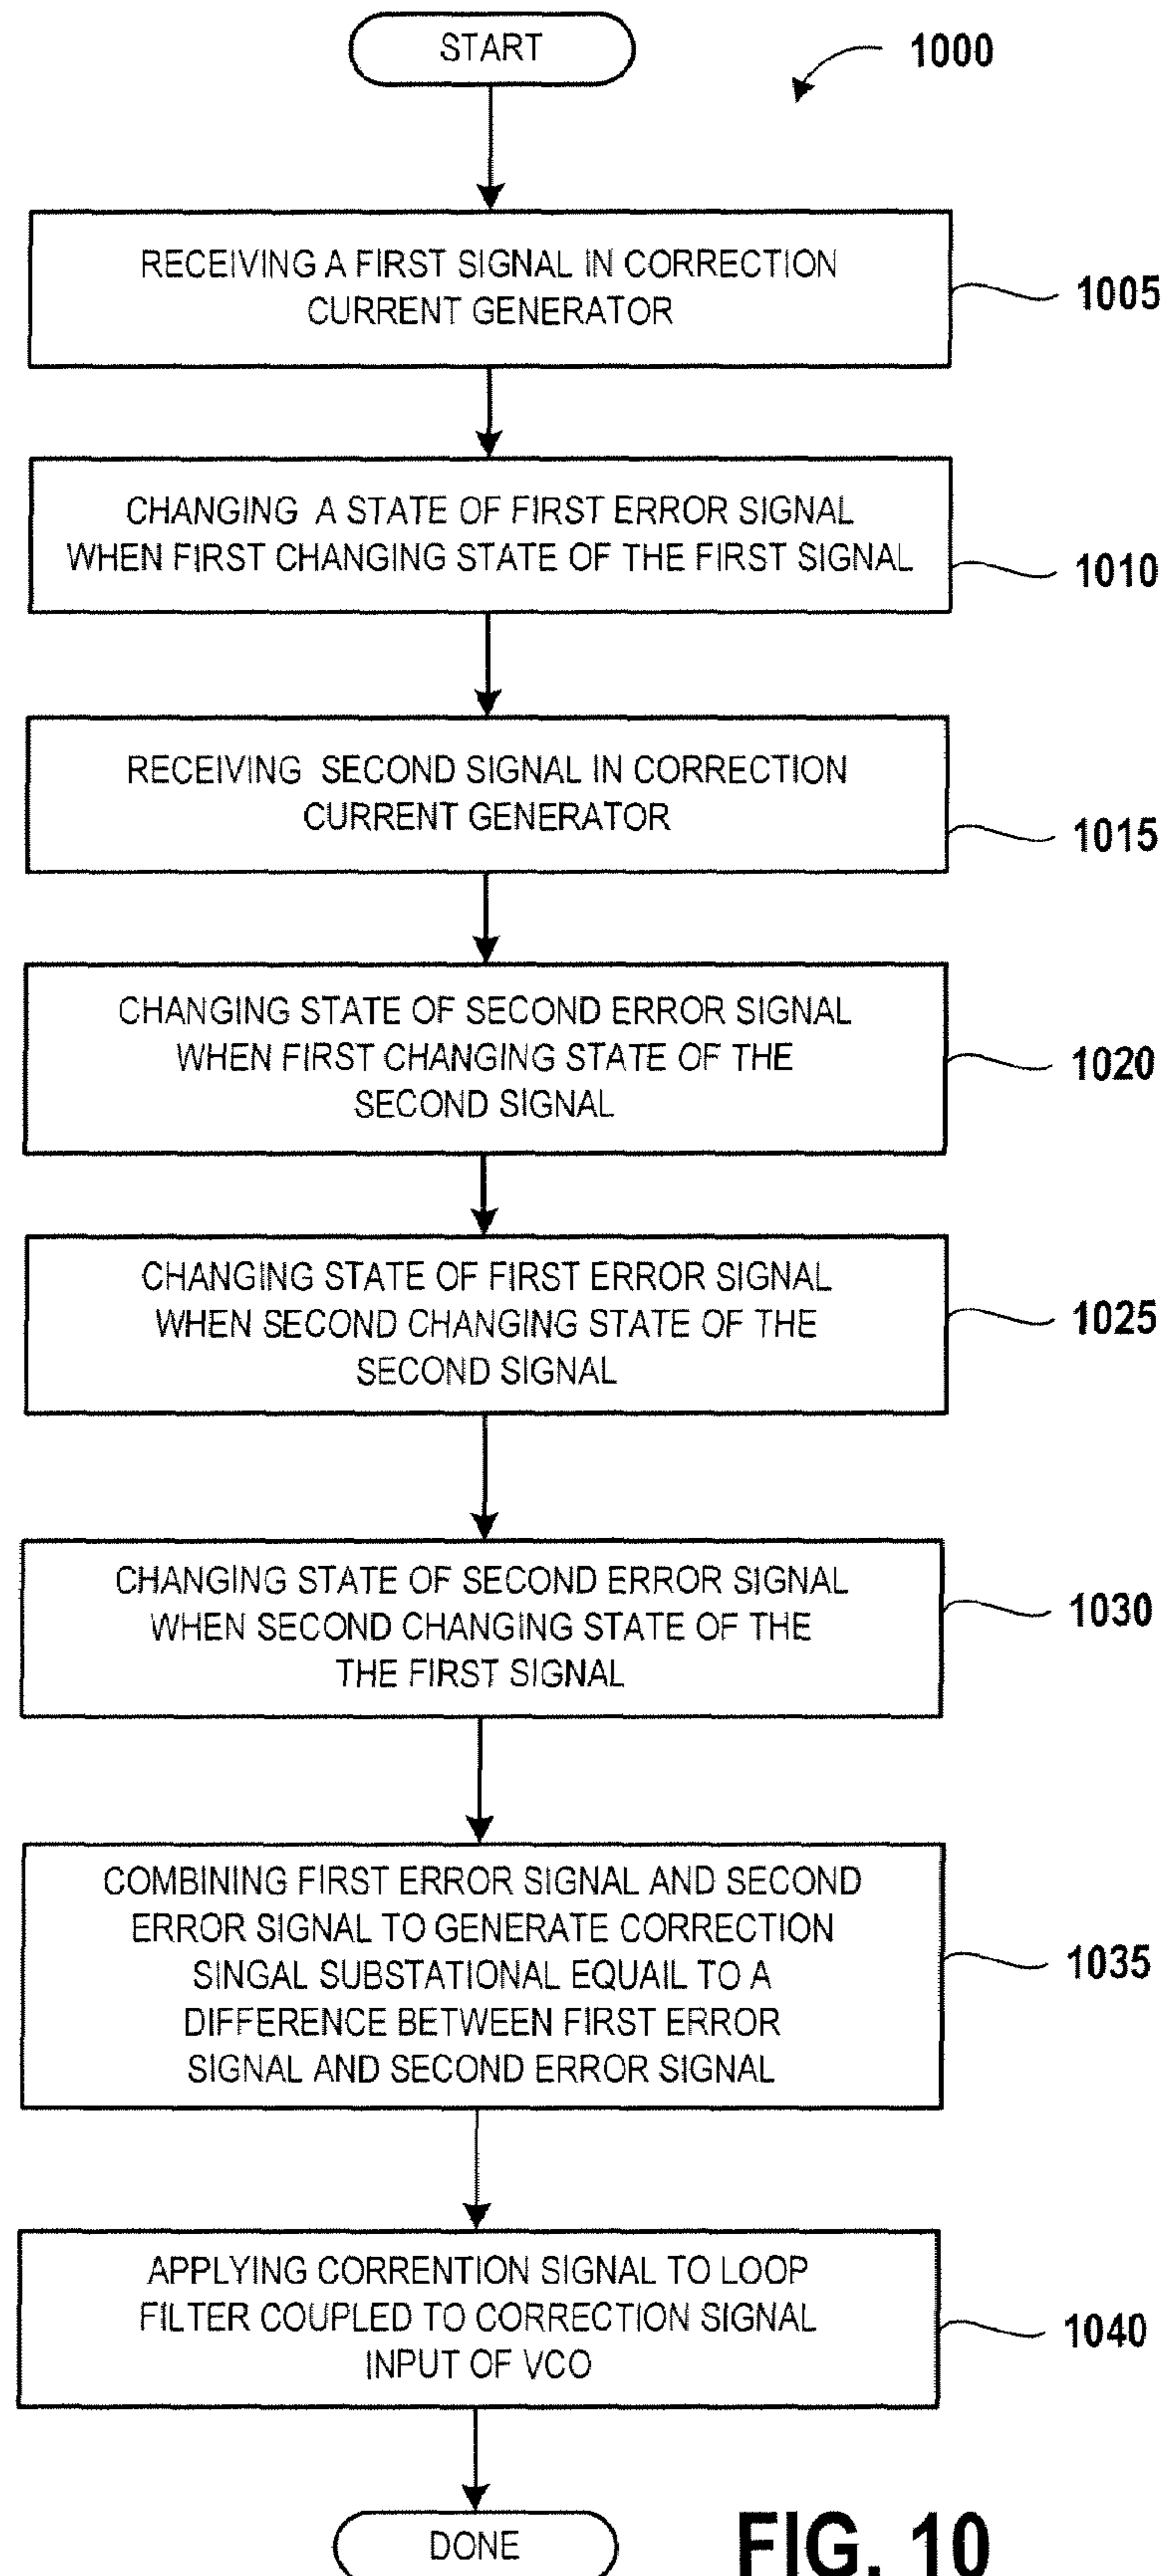 START
1000
RECEIVING A FIRST SIGNAL IN CORRECTION
CURRENT GENERATOR
1005
CHANGING A STATE OF FIRST ERROR SIGNAL
WHEN FIRST CHANGING STATE OF THE FIRST SIGNAL
1010
RECEIVING SECOND SIGNAL IN CORRECTION
CURRENT GENERATOR
1015
CHANGING STATE OF SECOND ERROR SIGNAL
WHEN FIRST CHANGING STATE OF THE
SECOND SIGNAL
1020
CHANGING STATE OF FIRST ERROR SIGNAL
WHEN SECOND CHANGING STATE OF THE
SECOND SIGNAL
1025
CHANGING STATE OF SECOND ERROR SIGNAL
WHEN SECOND CHANGING STATE OF THE
THE FIRST SIGNAL
1030
COMBINING FIRST ERROR SIGNAL AND SECOND
ERROR SIGNAL TO GENERATE CORRECTION
SINGAL SUBSTATIONAL EQUAIL TO A
DIFFERENCE BETWEEN FIRST ERROR
SIGNAL AND SECOND ERROR SIGNAL
1035
APPLYING CORRENTION SIGNAL TO LOOP
FILTER COUPLED TO CORRECTION SIGNAL
INPUT OF VCO
1040
DONE
FIG. 10